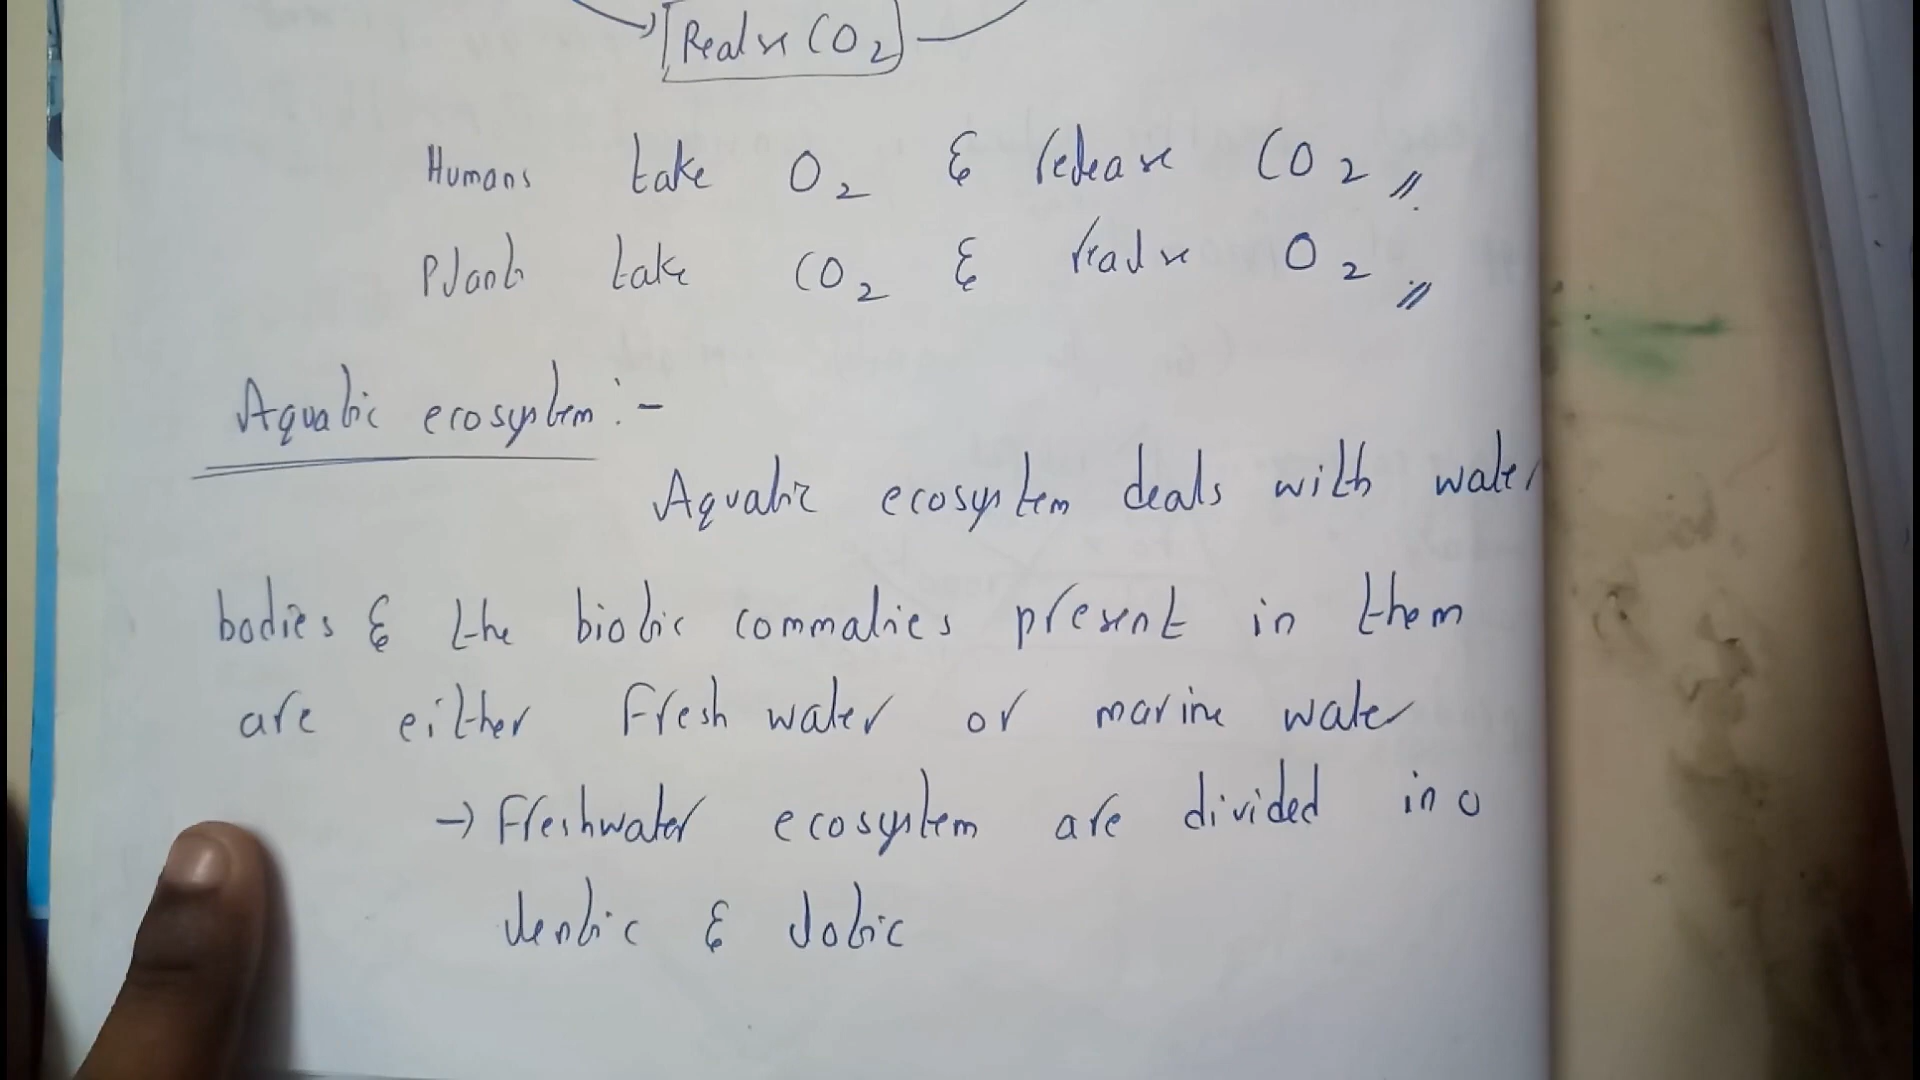 Realse CO2
Humans take O2 & release CO2
Plant take CO2 & realse O2
Aquatic ecosystem :-
Aquatic ecosystem deals with water
bodies & the biotic commaties present in them
are either Fresh water or marine water
→ Freshwater ecosystem are divided into
lentic & lotic